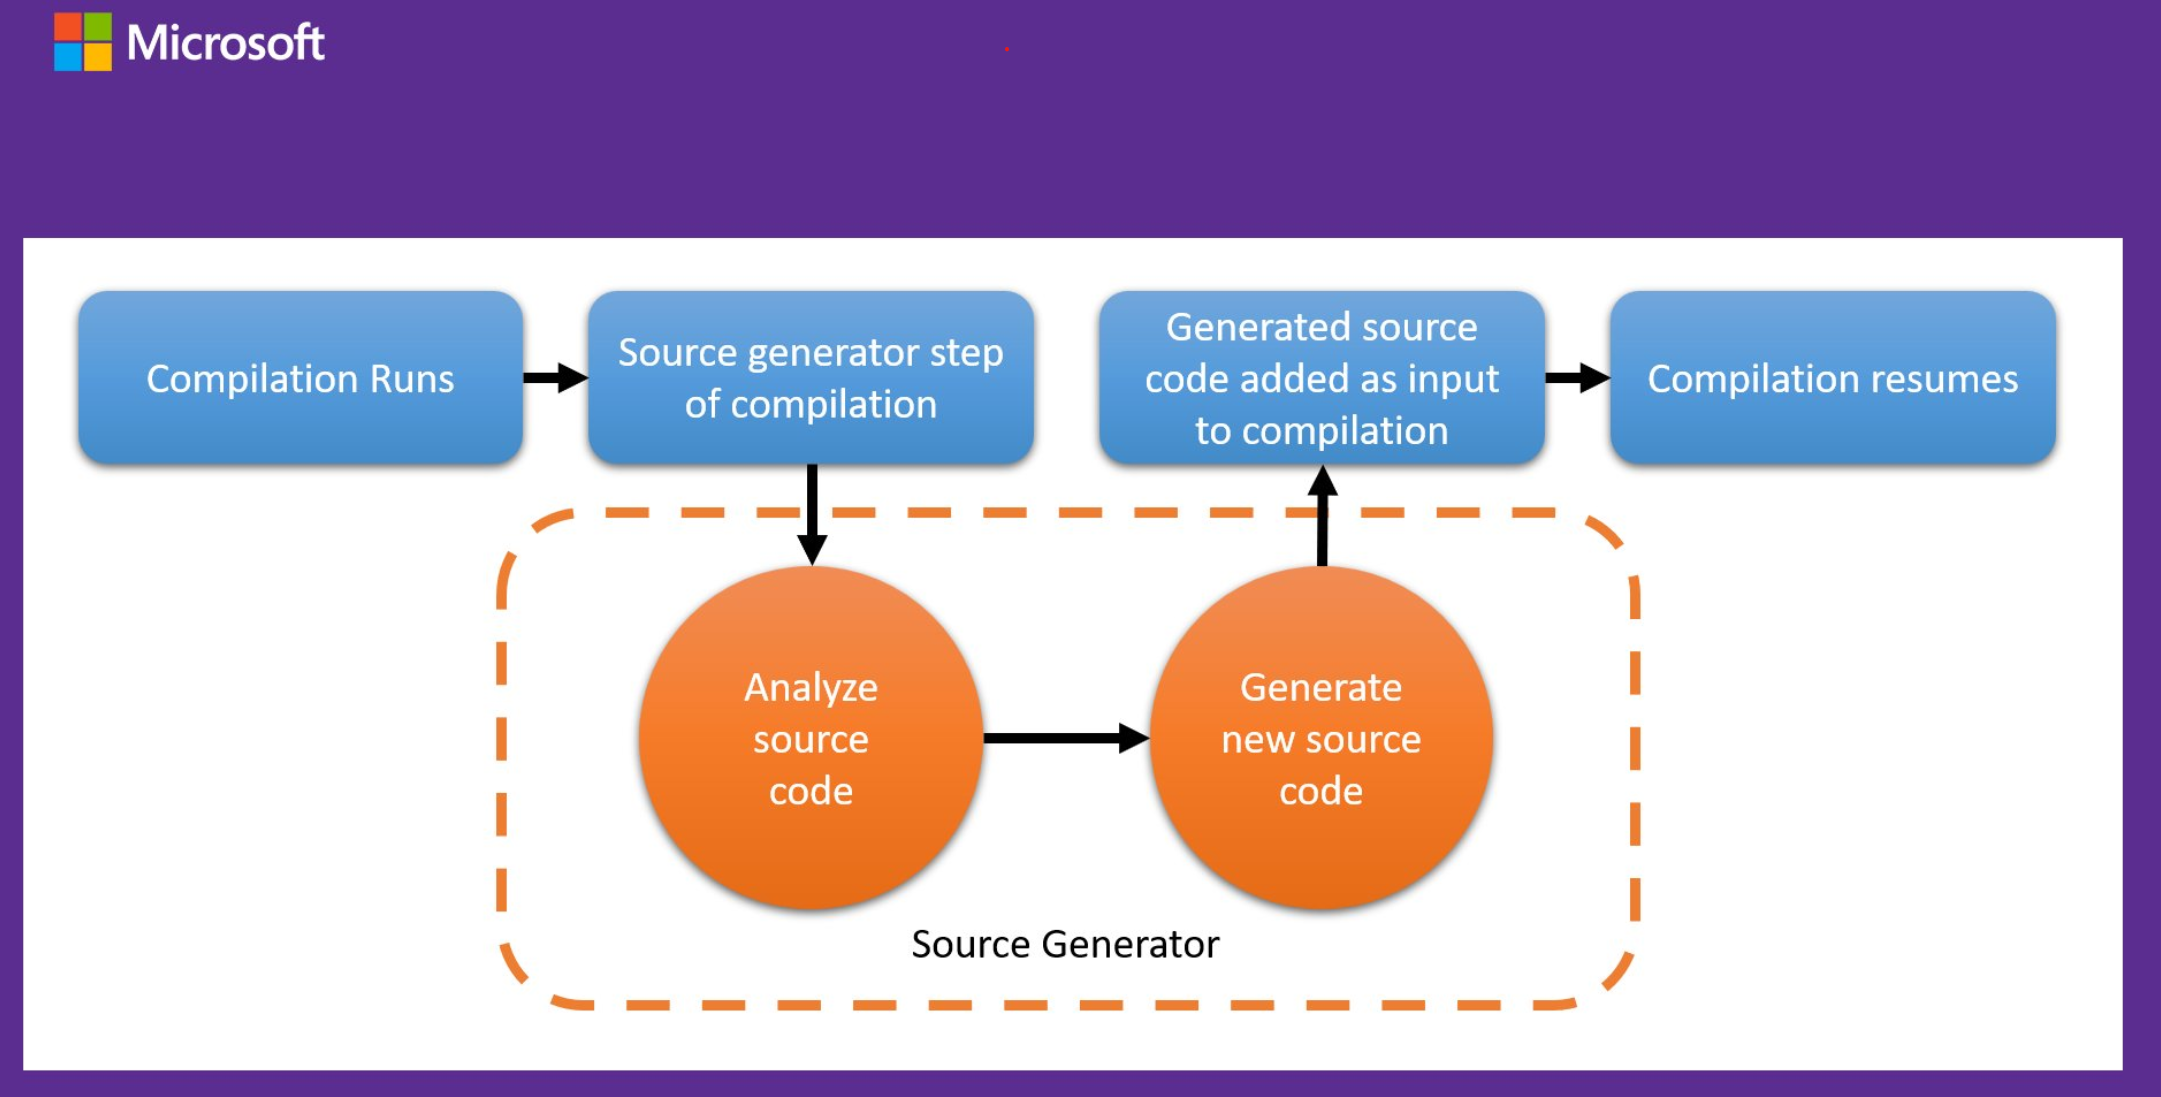 Microsoft
Compilation Runs
Source generator step
of compilation
Generated source
code added as input
to compilation
Compilation resumes
Analyze
source
code
Generate
new source
code
Source Generator